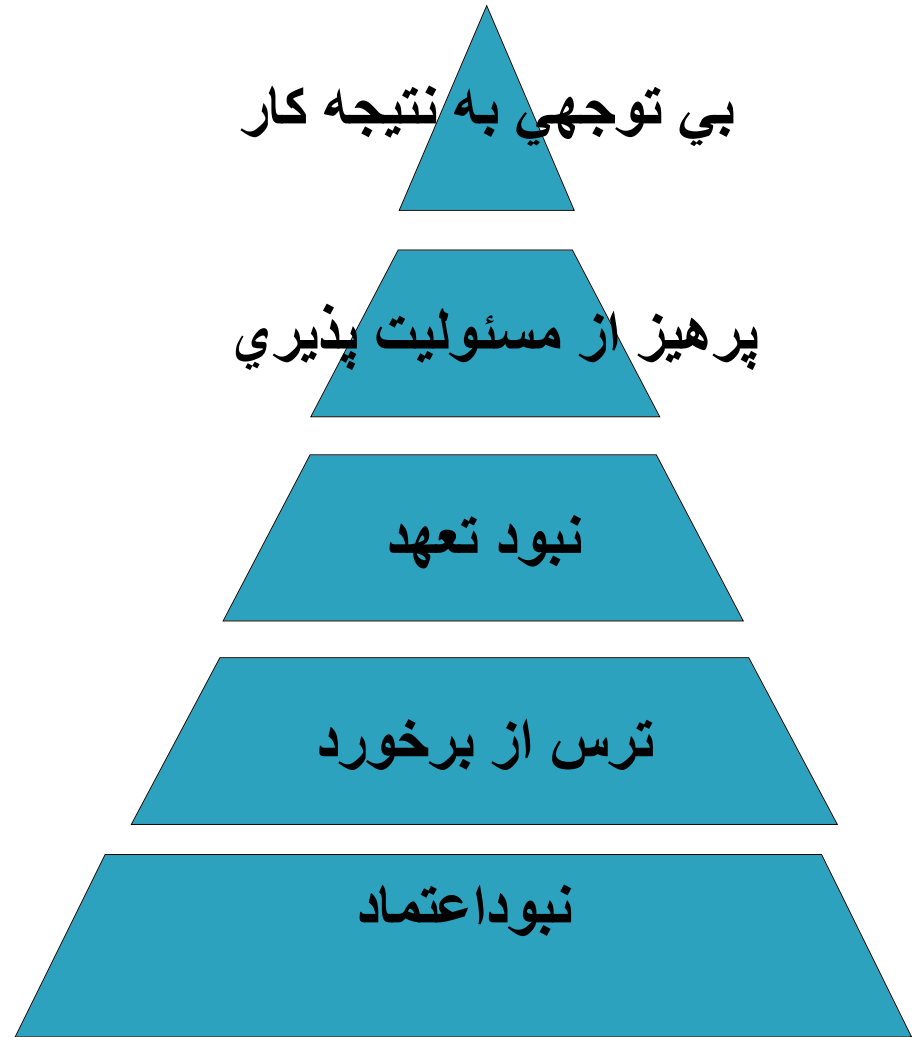 بي توجهي به نتيجه كار
پرهيز از مسئوليت پذيري
نبود تعهد
ترس از برخورد
نبوداعتماد